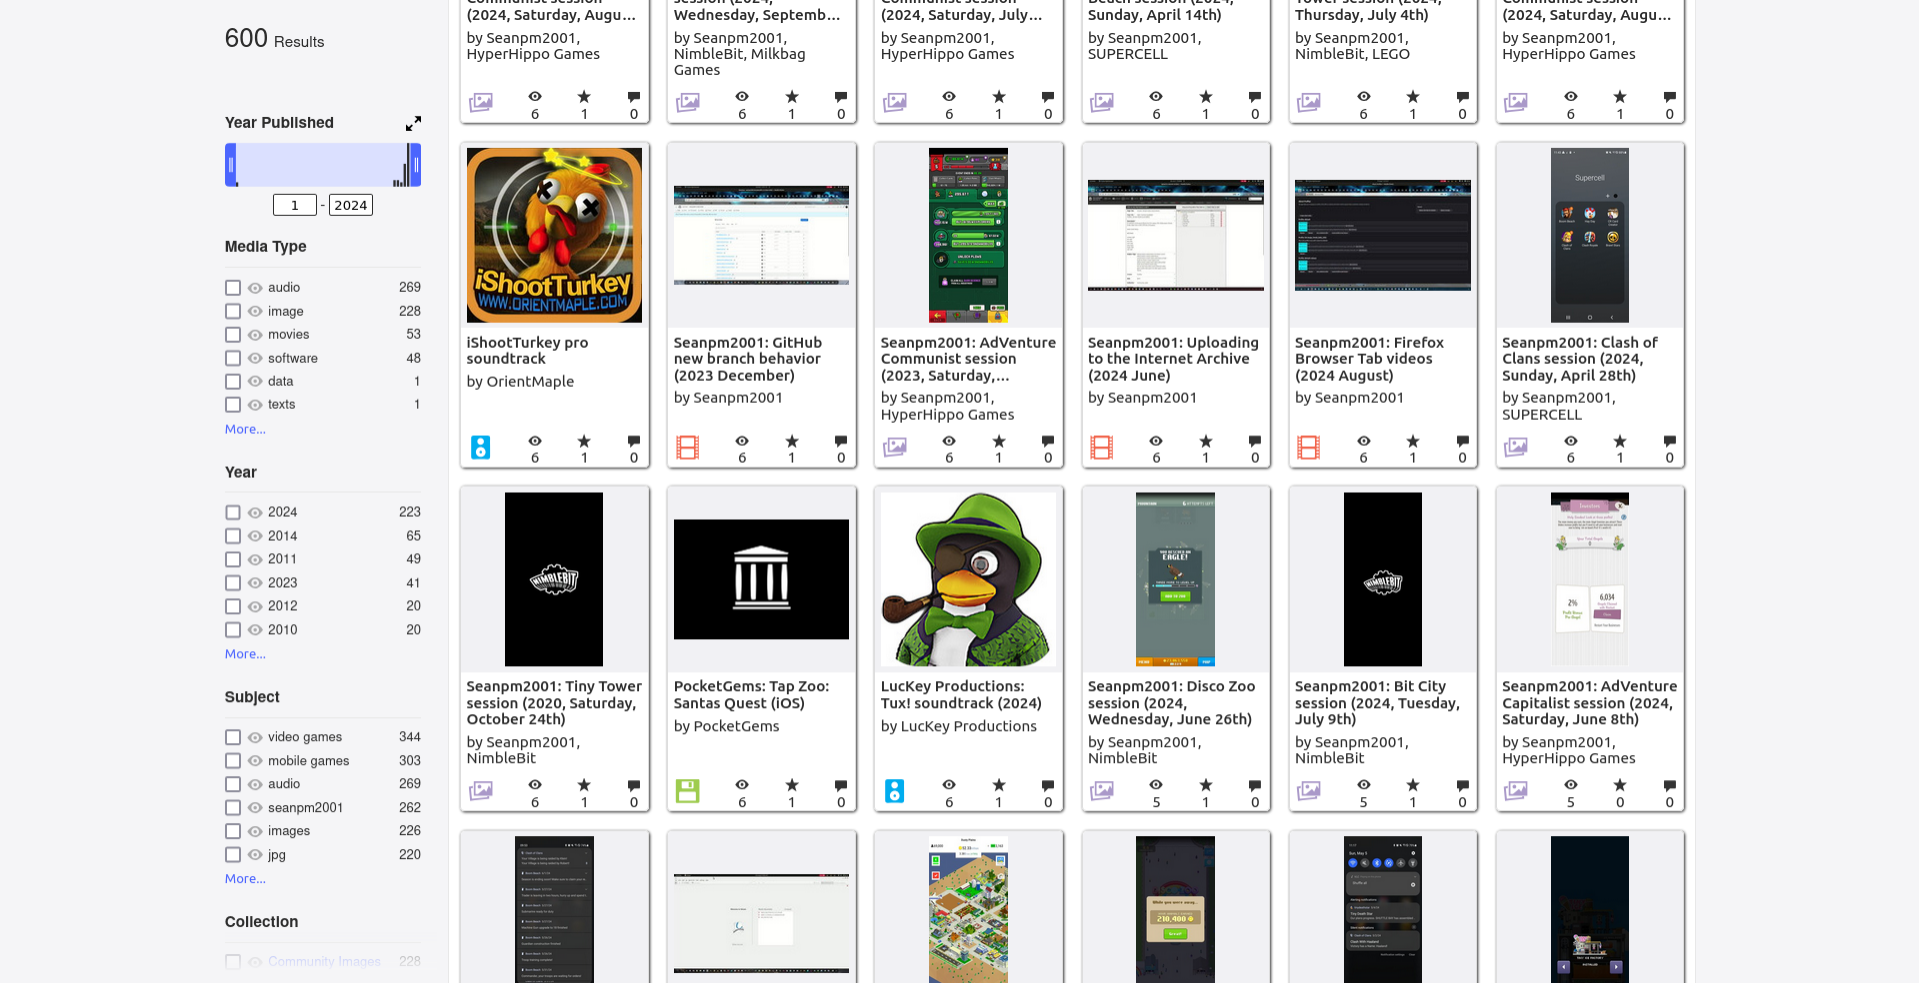 600 Results
Year Published
1 - 2024
Media Type
audio 269
image 228
movies 53
software 48
data 1
texts 1
More...
Year
2024 223
2014 65
2011 49
2023 41
2012 20
2010 20
More...
Subject
video games 344
mobile games 303
audio 269
seanpm2001 262
images 226
jpg 220
More...
Collection
Community Images 228
(2024, Saturday, Augu...
by Seanpm2001,
HyperHippo Games
6 1 0
Wednesday, Septemb...
by Seanpm2001,
NimbleBit, Milkbag
Games
6 1 0
(2024, Saturday, July...
by Seanpm2001,
HyperHippo Games
6 1 0
Sunday, April 14th)
by Seanpm2001,
SUPERCELL
6 1 0
Thursday, July 4th)
by Seanpm2001,
NimbleBit, LEGO
6 1 0
(2024, Saturday, Augu...
by Seanpm2001,
HyperHippo Games
6 1 0
iShootTurkey
WWW.ORIENTMAPLE.COM
iShootTurkey pro
soundtrack
by OrientMaple
6 1 0
Seanpm2001: GitHub
new branch behavior
(2023 December)
by Seanpm2001
6 1 0
Seanpm2001: AdVenture
Communist session
(2023, Saturday,...
by Seanpm2001,
HyperHippo Games
6 1 0
Seanpm2001: Uploading
to the Internet Archive
(2024 June)
by Seanpm2001
6 1 0
Seanpm2001: Firefox
Browser Tab videos
(2024 August)
by Seanpm2001
6 1 0
Supercell
Seanpm2001: Clash of
Clans session (2024,
Sunday, April 28th)
by Seanpm2001,
SUPERCELL
6 1 0
NIMBLEBIT
Seanpm2001: Tiny Tower
session (2020, Saturday,
October 24th)
by Seanpm2001,
NimbleBit
6 1 0
PocketGems: Tap Zoo:
Santas Quest (iOS)
by PocketGems
6 1 0
LucKey Productions:
Tux! soundtrack (2024)
by LucKey Productions
6 1 0
EAGLE!
Seanpm2001: Disco Zoo
session (2024,
Wednesday, June 26th)
by Seanpm2001,
NimbleBit
5 1 0
NIMBLEBIT
Seanpm2001: Bit City
session (2024, Tuesday,
July 9th)
by Seanpm2001,
NimbleBit
5 1 0
2% 6,034
Seanpm2001: AdVenture
Capitalist session (2024,
Saturday, June 8th)
by Seanpm2001,
HyperHippo Games
5 0 0
While you were away...
210,400